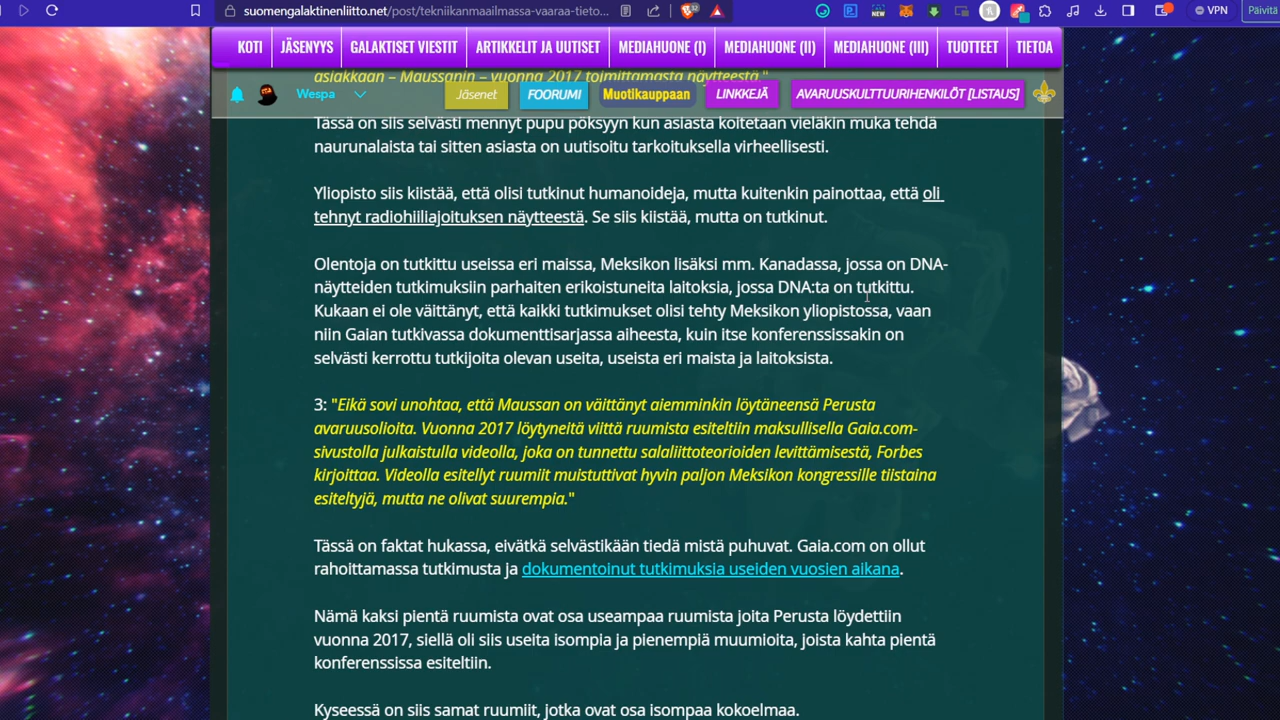 suomengalaktinenliitto.net/post/tekniikanmaailmassa-vaaraa-tieto...
32
NEW
VPN
Päivitä
KOTI
JÄSENYYS
GALAKTISET VIESTIT
ARTIKKELIT JA UUTISET
MEDIAHUONE (I)
MEDIAHUONE (II)
MEDIAHUONE (III)
TUOTTEET
TIETOA
asiakkaan – Maussanin – vuonna 2017 toimittamasta näytteestä."
Wespa
Jäsenet
FOORUMI
Muotikauppaan
LINKKEJÄ
AVARUUSKULTTUURIHENKILÖT [LISTAUS]
Tässä on siis selvästi mennyt pupu pöksyyn kun asiasta koitetaan vieläkin muka tehdä
naurunalaista tai sitten asiasta on uutisoitu tarkoituksella virheellisesti.
Yliopisto siis kiistää, että olisi tutkinut humanoideja, mutta kuitenkin painottaa, että oli
tehnyt radiohiiliajoituksen näytteestä. Se siis kiistää, mutta on tutkinut.
Olentoja on tutkittu useissa eri maissa, Meksikon lisäksi mm. Kanadassa, jossa on DNA-
näytteiden tutkimuksiin parhaiten erikoistuneita laitoksia, jossa DNA:ta on tutkittu.
Kukaan ei ole väittänyt, että kaikki tutkimukset olisi tehty Meksikon yliopistossa, vaan
niin Gaian tutkivassa dokumenttisarjassa aiheesta, kuin itse konferenssissakin on
selvästi kerrottu tutkijoita olevan useita, useista eri maista ja laitoksista.
3: "Eikä sovi unohtaa, että Maussan on väittänyt aiemminkin löytäneensä Perusta
avaruusolioita. Vuonna 2017 löytyneitä viittä ruumista esiteltiin maksullisella Gaia.com-
sivustolla julkaistulla videolla, joka on tunnettu salaliittoteorioiden levittämisestä, Forbes
kirjoittaa. Videolla esitellyt ruumiit muistuttivat hyvin paljon Meksikon kongressille tiistaina
esiteltyjä, mutta ne olivat suurempia."
Tässä on faktat hukassa, eivätkä selvästikään tiedä mistä puhuvat. Gaia.com on ollut
rahoittamassa tutkimusta ja dokumentoinut tutkimuksia useiden vuosien aikana.
Nämä kaksi pientä ruumista ovat osa useampaa ruumista joita Perusta löydettiin
vuonna 2017, siellä oli siis useita isompia ja pienempiä muumioita, joista kahta pientä
konferenssissa esiteltiin.
Kyseessä on siis samat ruumiit, jotka ovat osa isompaa kokoelmaa.